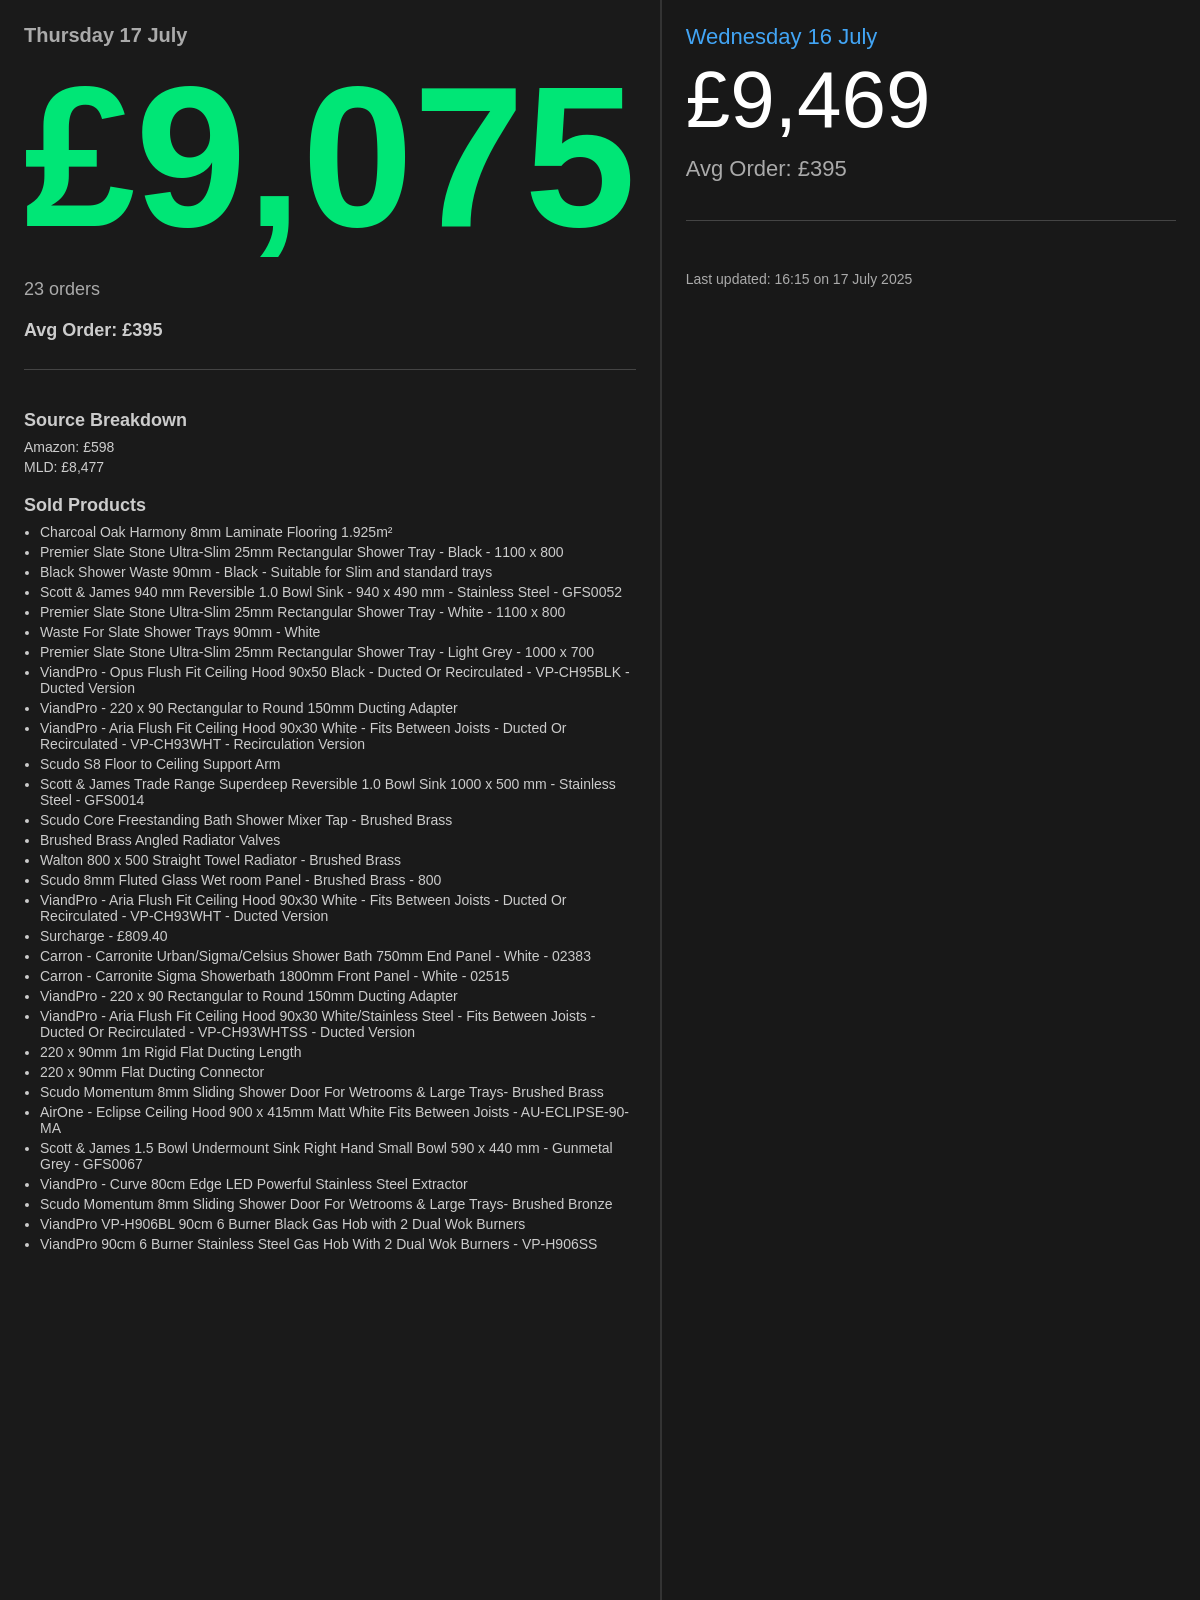 Thursday 17 July
£9,075
23 orders
Avg Order: £395
Source Breakdown
Amazon: £598
MLD: £8,477
Sold Products
• Charcoal Oak Harmony 8mm Laminate Flooring 1.925m²
• Premier Slate Stone Ultra-Slim 25mm Rectangular Shower Tray - Black - 1100 x 800
• Black Shower Waste 90mm - Black - Suitable for Slim and standard trays
• Scott & James 940 mm Reversible 1.0 Bowl Sink - 940 x 490 mm - Stainless Steel - GFS0052
• Premier Slate Stone Ultra-Slim 25mm Rectangular Shower Tray - White - 1100 x 800
• Waste For Slate Shower Trays 90mm - White
• Premier Slate Stone Ultra-Slim 25mm Rectangular Shower Tray - Light Grey - 1000 x 700
• ViandPro - Opus Flush Fit Ceiling Hood 90x50 Black - Ducted Or Recirculated - VP-CH95BLK -
Ducted Version
• ViandPro - 220 x 90 Rectangular to Round 150mm Ducting Adapter
• ViandPro - Aria Flush Fit Ceiling Hood 90x30 White - Fits Between Joists - Ducted Or
Recirculated - VP-CH93WHT - Recirculation Version
• Scudo S8 Floor to Ceiling Support Arm
• Scott & James Trade Range Superdeep Reversible 1.0 Bowl Sink 1000 x 500 mm - Stainless
Steel - GFS0014
• Scudo Core Freestanding Bath Shower Mixer Tap - Brushed Brass
• Brushed Brass Angled Radiator Valves
• Walton 800 x 500 Straight Towel Radiator - Brushed Brass
• Scudo 8mm Fluted Glass Wet room Panel - Brushed Brass - 800
• ViandPro - Aria Flush Fit Ceiling Hood 90x30 White - Fits Between Joists - Ducted Or
Recirculated - VP-CH93WHT - Ducted Version
• Surcharge - £809.40
• Carron - Carronite Urban/Sigma/Celsius Shower Bath 750mm End Panel - White - 02383
• Carron - Carronite Sigma Showerbath 1800mm Front Panel - White - 02515
• ViandPro - 220 x 90 Rectangular to Round 150mm Ducting Adapter
• ViandPro - Aria Flush Fit Ceiling Hood 90x30 White/Stainless Steel - Fits Between Joists -
Ducted Or Recirculated - VP-CH93WHTSS - Ducted Version
• 220 x 90mm 1m Rigid Flat Ducting Length
• 220 x 90mm Flat Ducting Connector
• Scudo Momentum 8mm Sliding Shower Door For Wetrooms & Large Trays- Brushed Brass
• AirOne - Eclipse Ceiling Hood 900 x 415mm Matt White Fits Between Joists - AU-ECLIPSE-90-
MA
• Scott & James 1.5 Bowl Undermount Sink Right Hand Small Bowl 590 x 440 mm - Gunmetal
Grey - GFS0067
• ViandPro - Curve 80cm Edge LED Powerful Stainless Steel Extractor
• Scudo Momentum 8mm Sliding Shower Door For Wetrooms & Large Trays- Brushed Bronze
• ViandPro VP-H906BL 90cm 6 Burner Black Gas Hob with 2 Dual Wok Burners
• ViandPro 90cm 6 Burner Stainless Steel Gas Hob With 2 Dual Wok Burners - VP-H906SS
Wednesday 16 July
£9,469
Avg Order: £395
Last updated: 16:15 on 17 July 2025